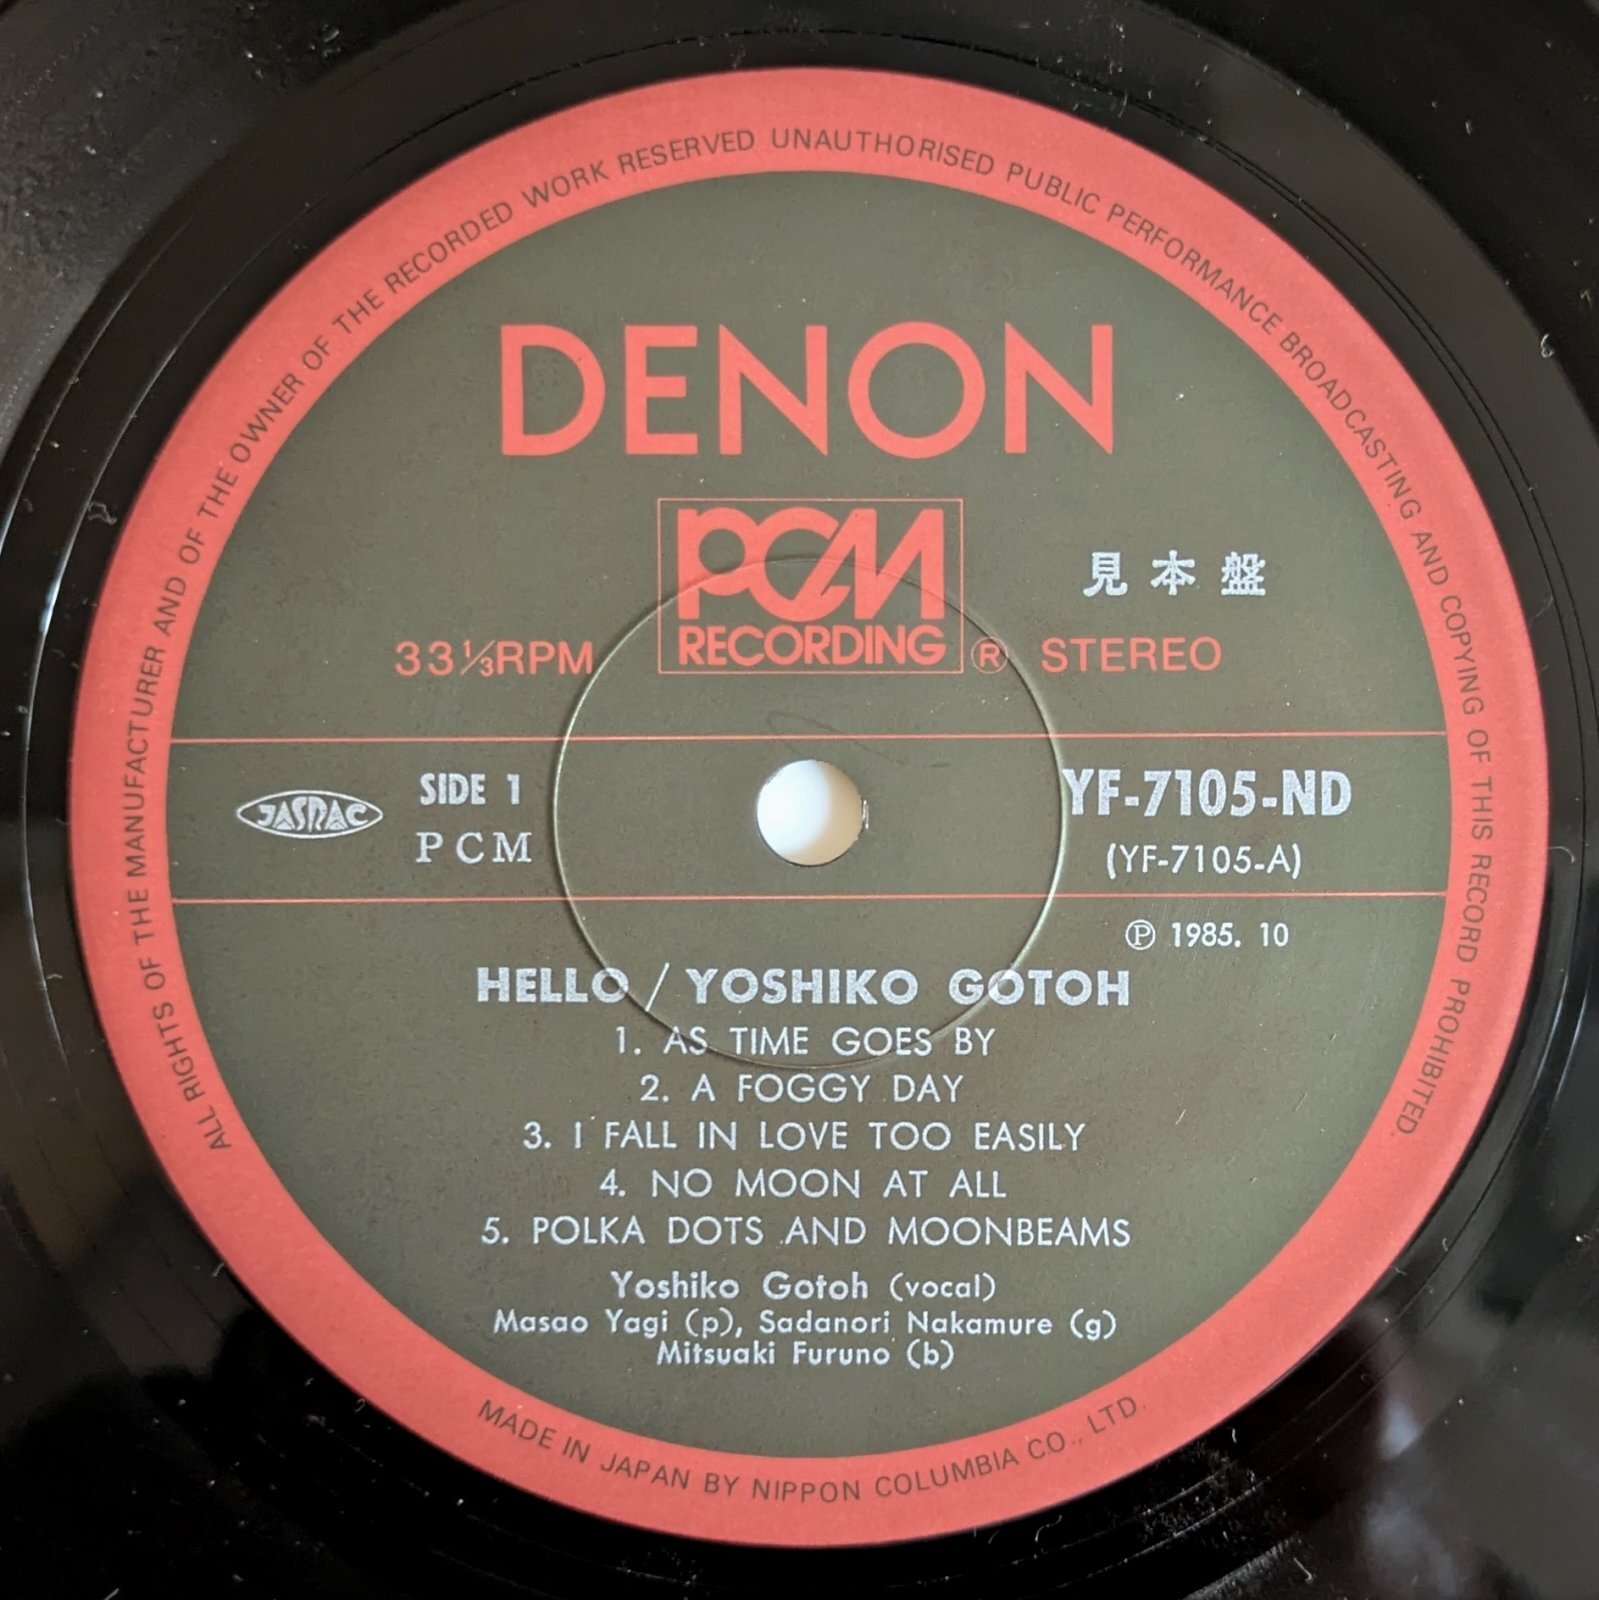 ALL RIGHTS OF THE MANUFACTURER AND OF THE OWNER OF THE RECORDED WORK RESERVED UNAUTHORISED PUBLIC PERFORMANCE BROADCASTING AND COPYING OF THIS RECORD PROHIBITED.
DENON
PCM
RECORDING
見本盤
33⅓RPM
Ⓡ STEREO
JASRAC
SIDE 1
PCM
YF-7105-ND
(YF-7105-A)
Ⓟ 1985. 10
HELLO / YOSHIKO GOTOH
1. AS TIME GOES BY
2. A FOGGY DAY
3. I FALL IN LOVE TOO EASILY
4. NO MOON AT ALL
5. POLKA DOTS AND MOONBEAMS
Yoshiko Gotoh (vocal)
Masao Yagi (p), Sadanori Nakamure (g)
Mitsuaki Furuno (b)
MADE IN JAPAN BY NIPPON COLUMBIA CO., LTD.